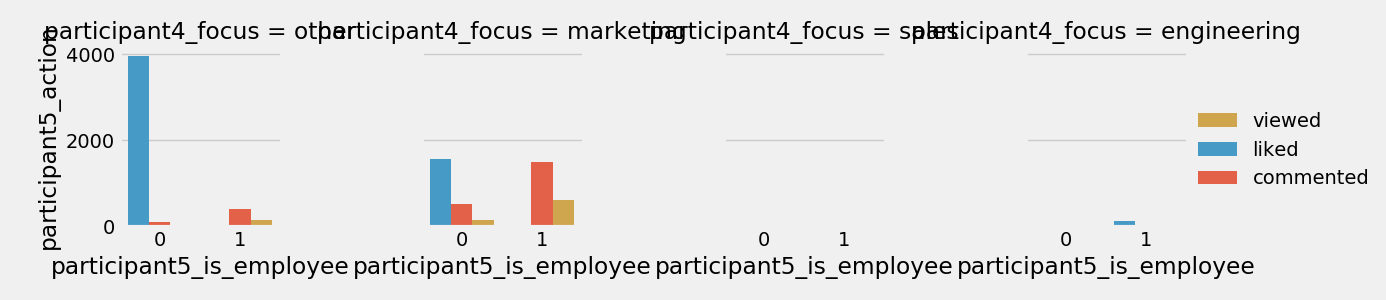 participant4_focus = other
participant4_focus = marketing
participant4_focus = sales
participant4_focus = engineering
participant5_action
4000
2000
0
0 1
0 1
0 1
0 1
participant5_is_employee
participant5_is_employee
participant5_is_employee
participant5_is_employee
viewed
liked
commented